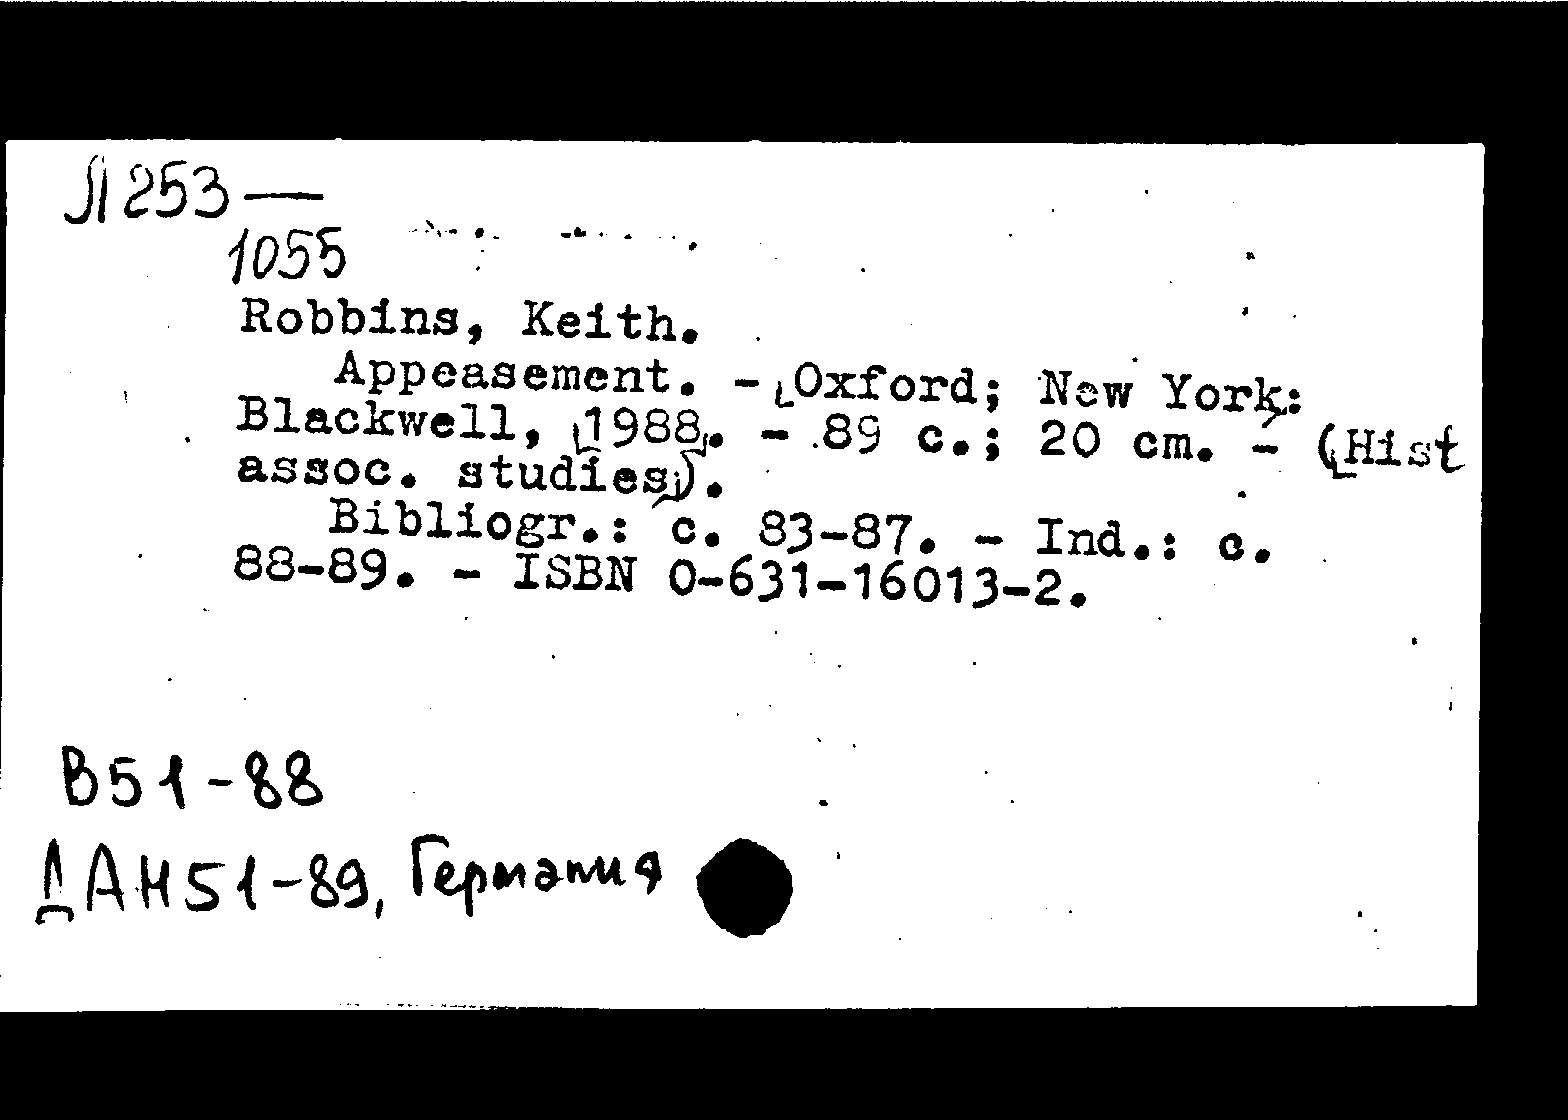 Л253—
1055
Robbins, Keith.
Appeasement. - [Oxford; New York:
Blackwell, [1988]. - 89 с.; 20 cm. - ([Hist
assoc. studies]).
Bibliogr.: с. 83-87. - Ind.: с.
88-89. - ISBN 0-631-16013-2.
В51-88
ДАН51-89, Германия